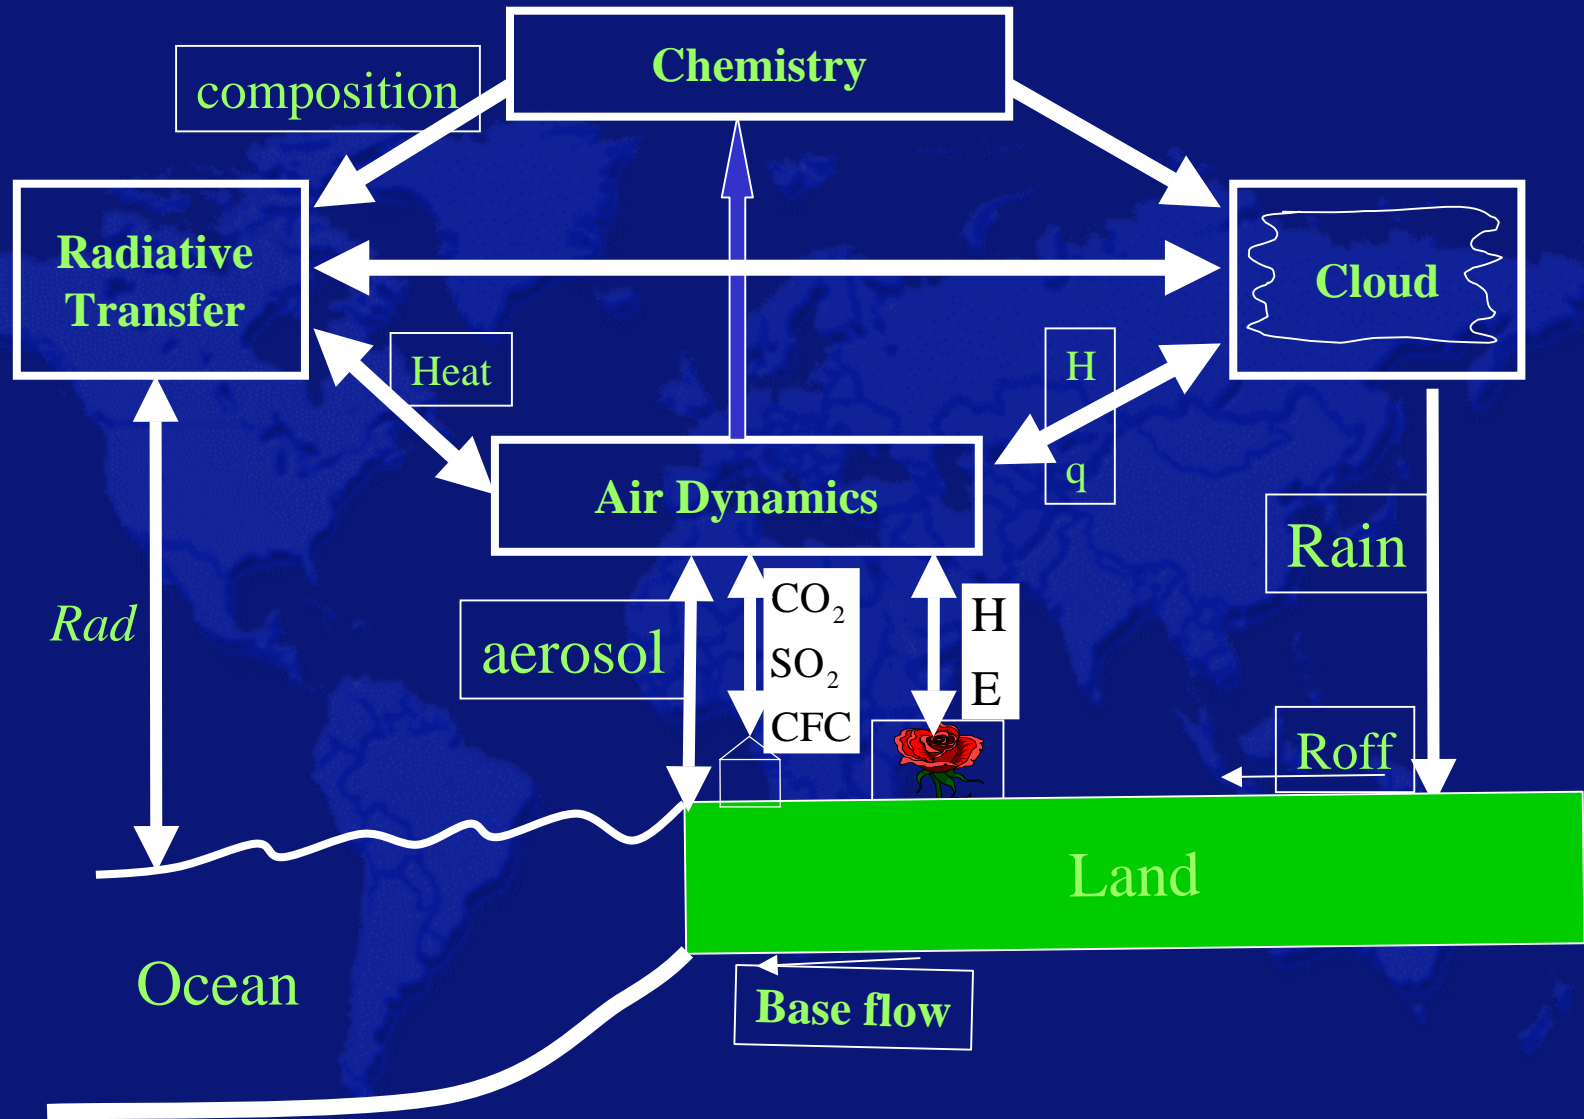 Chemistry
composition
Radiative
Transfer
Cloud
Heat
H
q
Air Dynamics
Rain
Rad
aerosol
CO₂
SO₂
CFC
H
E
Roff
Land
Ocean
Base flow